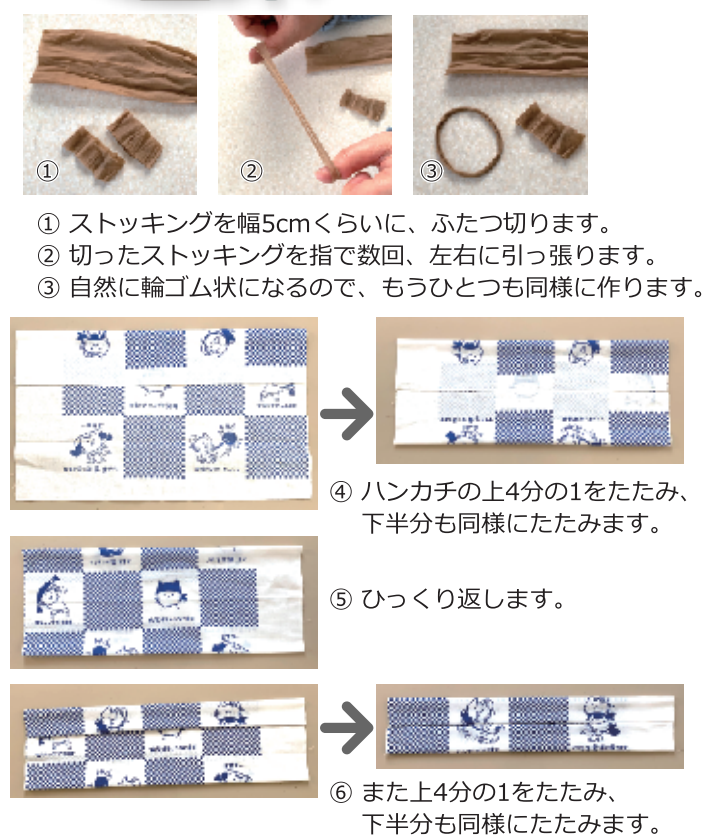 ① ② ③
① ストッキングを幅5cmくらいに、ふたつ切ります。
② 切ったストッキングを指で数回、左右に引っ張ります。
③ 自然に輪ゴム状になるので、もうひとつも同様に作ります。
④ ハンカチの上4分の1をたたみ、
下半分も同様にたたみます。
⑤ ひっくり返します。
⑥ また上4分の1をたたみ、
下半分も同様にたたみます。